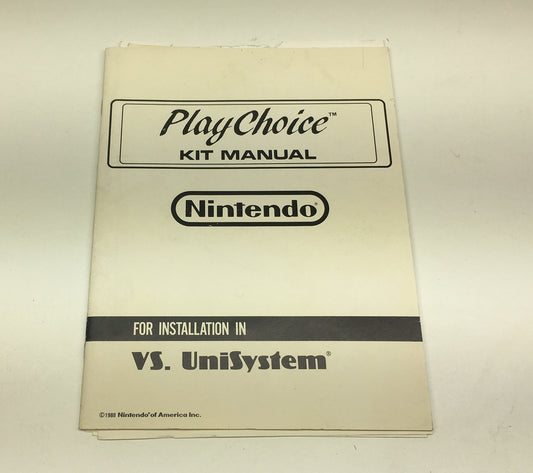 PlayChoice™
KIT MANUAL
Nintendo®
FOR INSTALLATION IN
VS. UniSystem®
©1988 Nintendo® of America Inc.